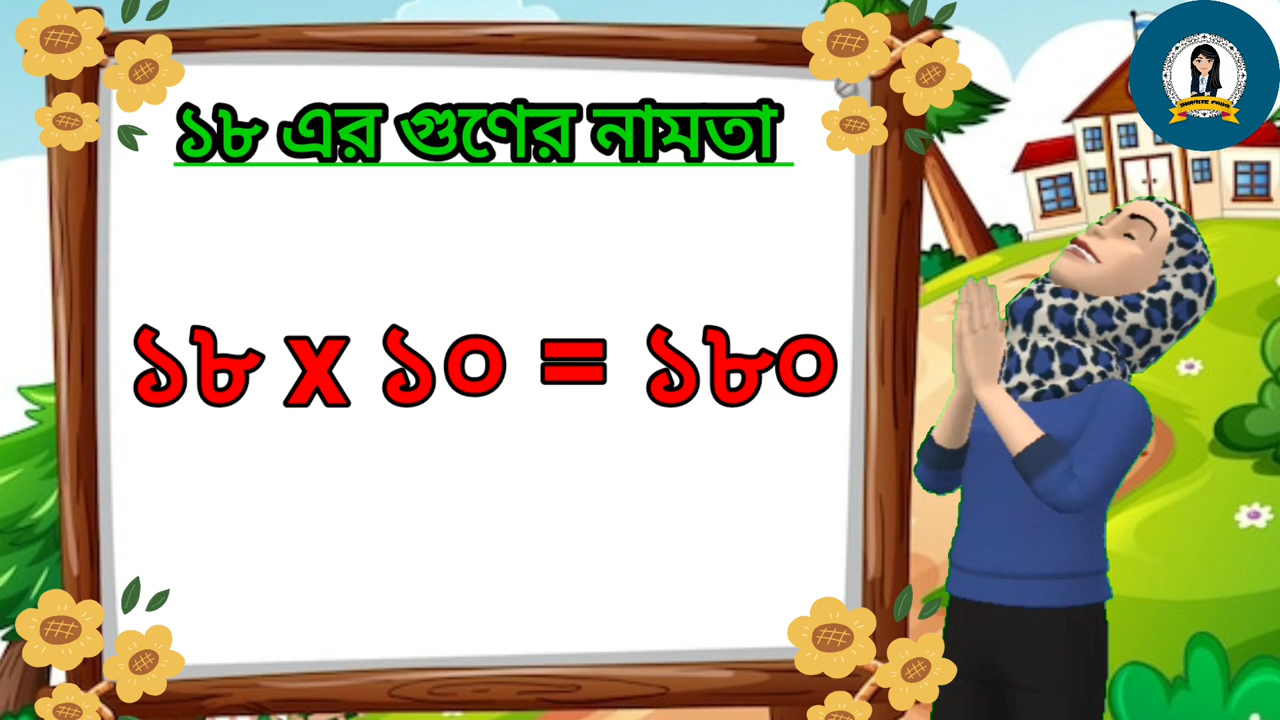 ১৮ এর গুণের নামতা
১৮ x ১০ = ১৮০